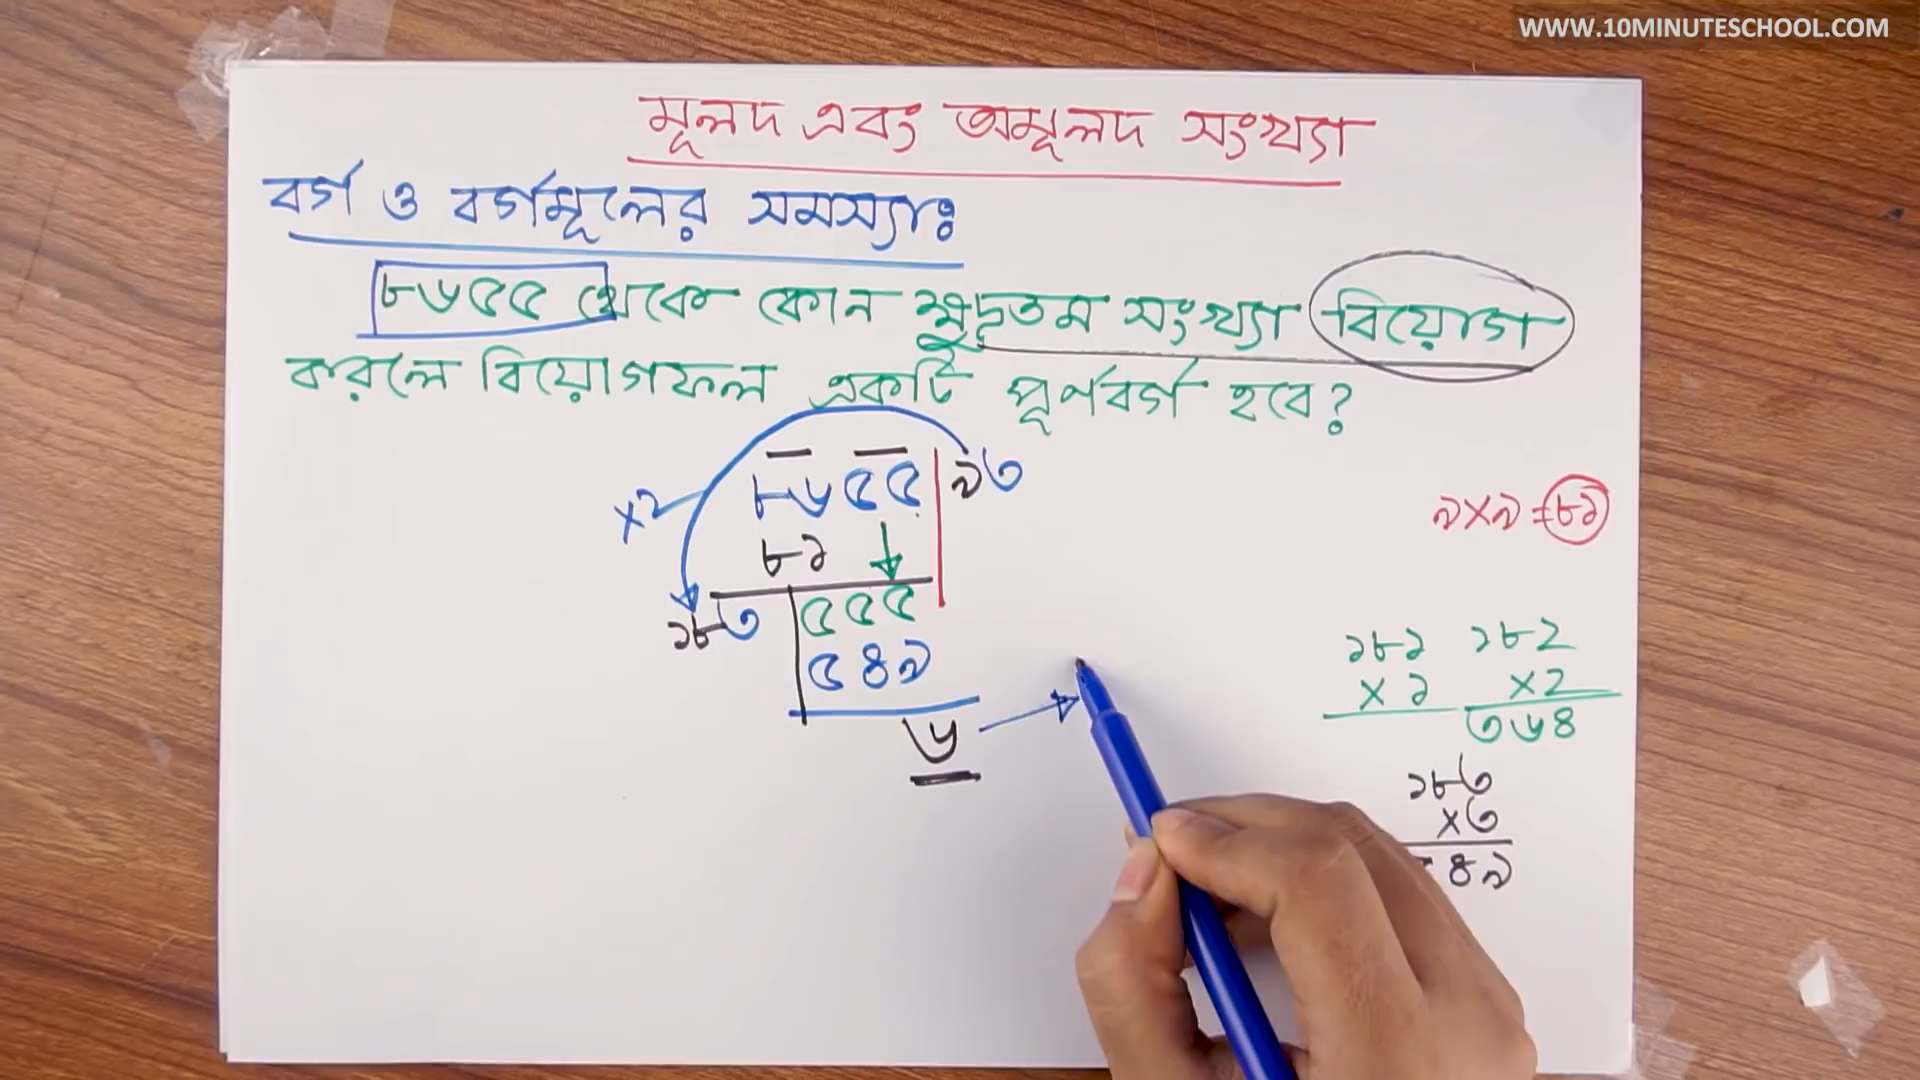 WWW.10MINUTESCHOOL.COM
মূলদ এবং অমূলদ সংখ্যা
বর্গ ও বর্গমূলের সমস্যাঃ
৮৬৫৫ থেকে কোন ক্ষুদ্রতম সংখ্যা বিয়োগ
করলে বিয়োগফল একটি পূর্ণবর্গ হবে?
৮৬৫৫ ৯৩
×২
৮১
১৮৩ ৫৫৫
৫৪৯
৬
৯×৯=৮১
১৮১ ১৮২
×১ ×২
৩৬৪
১৮৩
×৩
৪৯